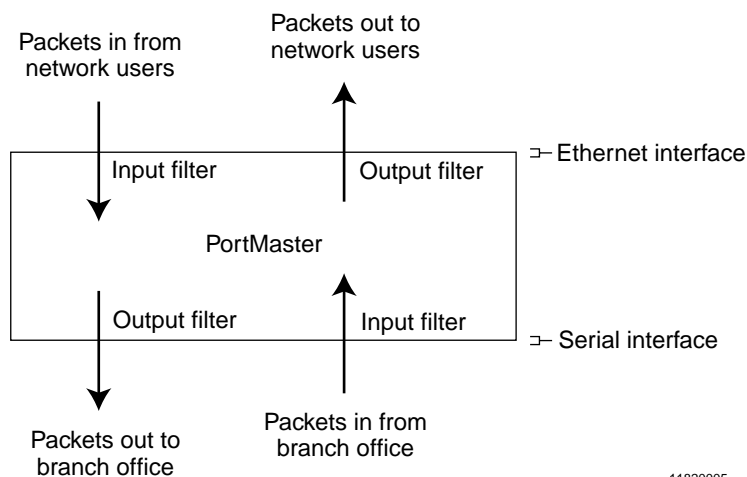 Packets in from
network users
Packets out to
network users
Ethernet interface
Input filter
Output filter
PortMaster
Output filter
Input filter
Serial interface
Packets out to
branch office
Packets in from
branch office